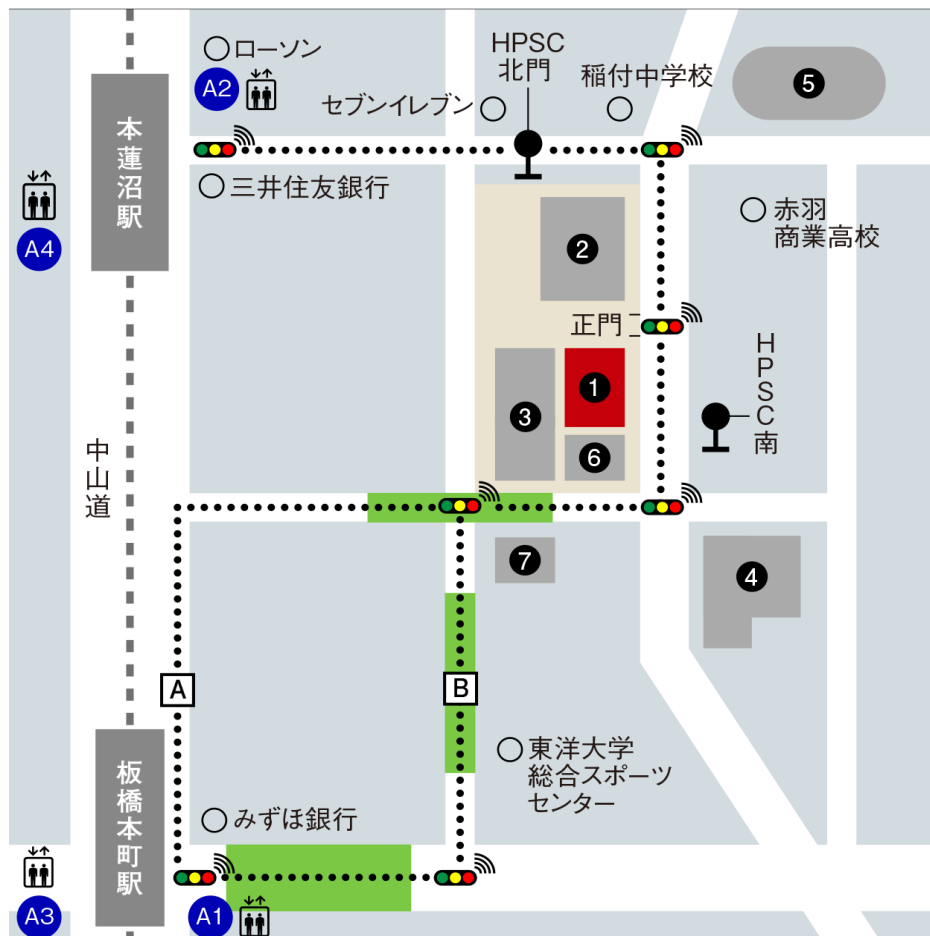 ローソン
A2
HPSC
北門
稲付中学校
セブンイレブン
5
本蓮沼駅
三井住友銀行
A4
2
赤羽
商業高校
正門
1
3
6
HPSC南
中山道
7
4
A
B
東洋大学
総合スポーツ
センター
板橋本町駅
みずほ銀行
A3
A1